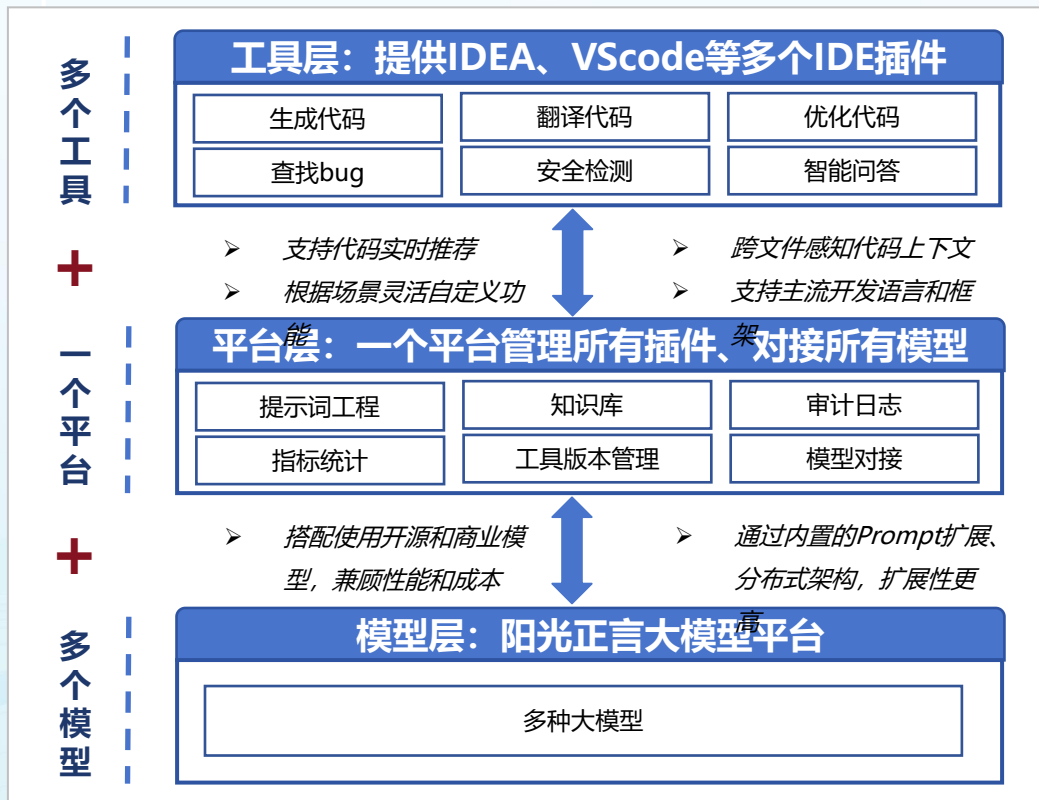 多个工具
+
一个平台
+
多个模型
工具层：提供IDEA、VScode等多个IDE插件
生成代码
翻译代码
优化代码
查找bug
安全检测
智能问答
➢ 支持代码实时推荐
➢ 根据场景灵活自定义功
能
➢ 跨文件感知代码上下文
➢ 支持主流开发语言和框
架
平台层：一个平台管理所有插件、对接所有模型
提示词工程
知识库
审计日志
指标统计
工具版本管理
模型对接
➢ 搭配使用开源和商业模
型，兼顾性能和成本
➢ 通过内置的Prompt扩展、
分布式架构，扩展性更
高
模型层：阳光正言大模型平台
多种大模型